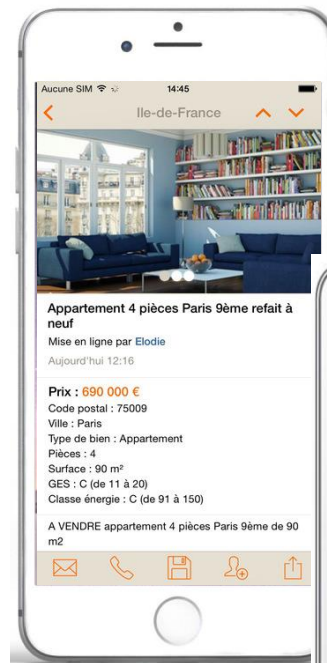 Aucune SIM 14:45
Ile-de-France
Appartement 4 pièces Paris 9ème refait à
neuf
Mise en ligne par Elodie
Aujourd'hui 12:16
Prix : 690 000 €
Code postal : 75009
Ville : Paris
Type de bien : Appartement
Pièces : 4
Surface : 90 m²
GES : C (de 11 à 20)
Classe énergie : C (de 91 à 150)
A VENDRE appartement 4 pièces Paris 9ème de 90
m2